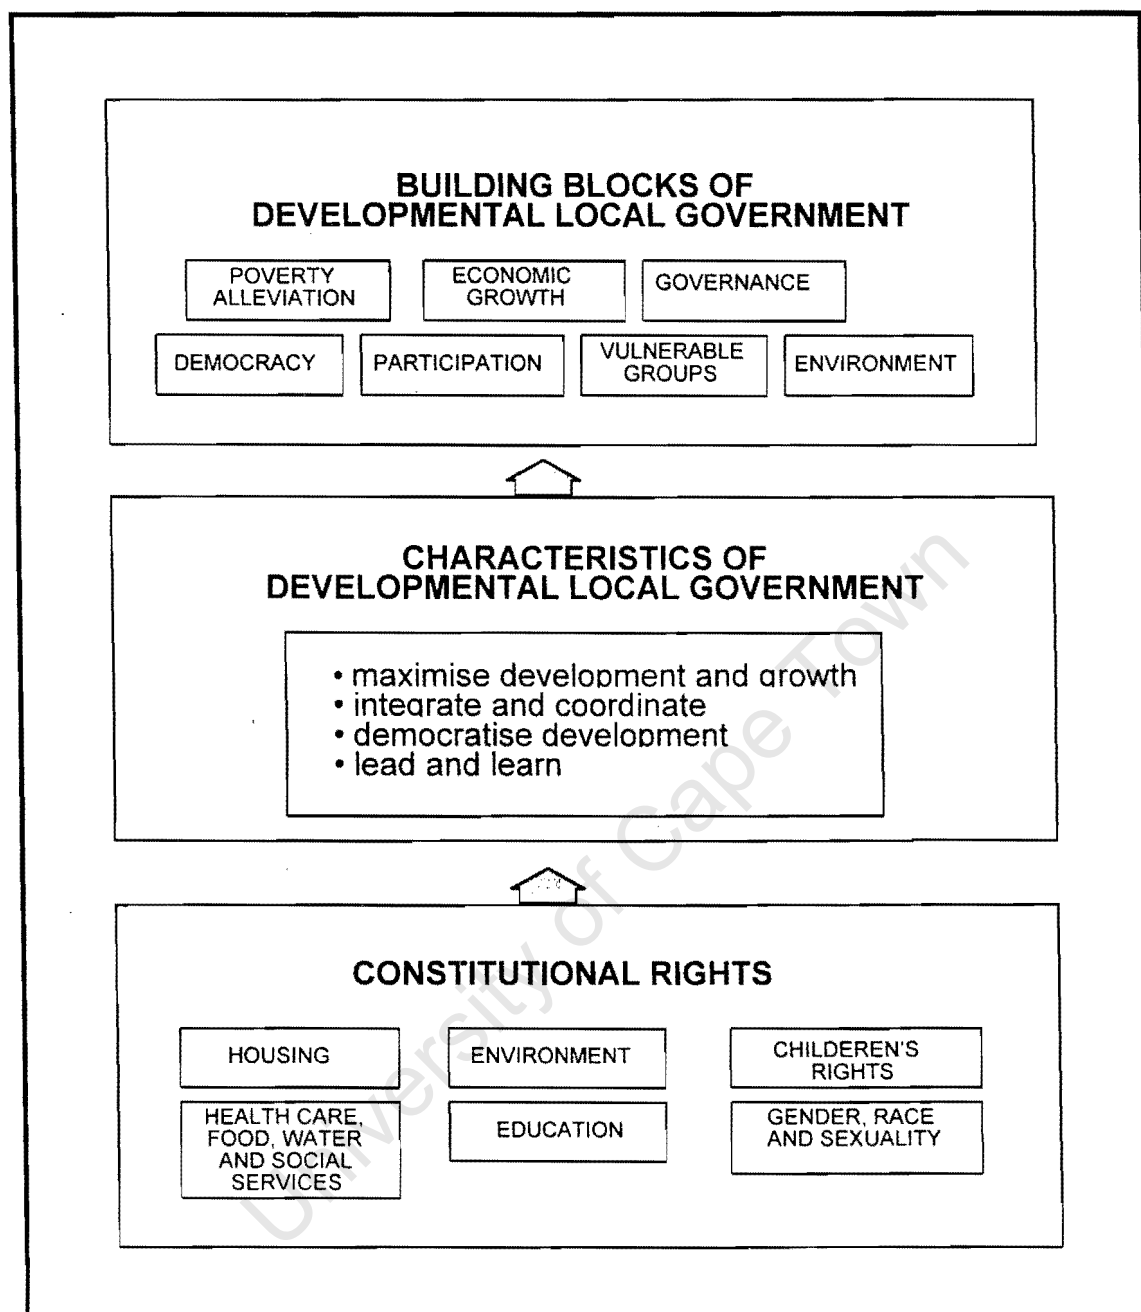 BUILDING BLOCKS OF
DEVELOPMENTAL LOCAL GOVERNMENT
POVERTY
ALLEVIATION
ECONOMIC
GROWTH
GOVERNANCE
DEMOCRACY
PARTICIPATION
VULNERABLE
GROUPS
ENVIRONMENT
CHARACTERISTICS OF
DEVELOPMENTAL LOCAL GOVERNMENT
• maximise development and growth
• integrate and coordinate
• democratise development
• lead and learn
CONSTITUTIONAL RIGHTS
HOUSING
ENVIRONMENT
CHILDEREN'S
RIGHTS
HEALTH CARE,
FOOD, WATER
AND SOCIAL
SERVICES
EDUCATION
GENDER, RACE
AND SEXUALITY
University of Cape Town